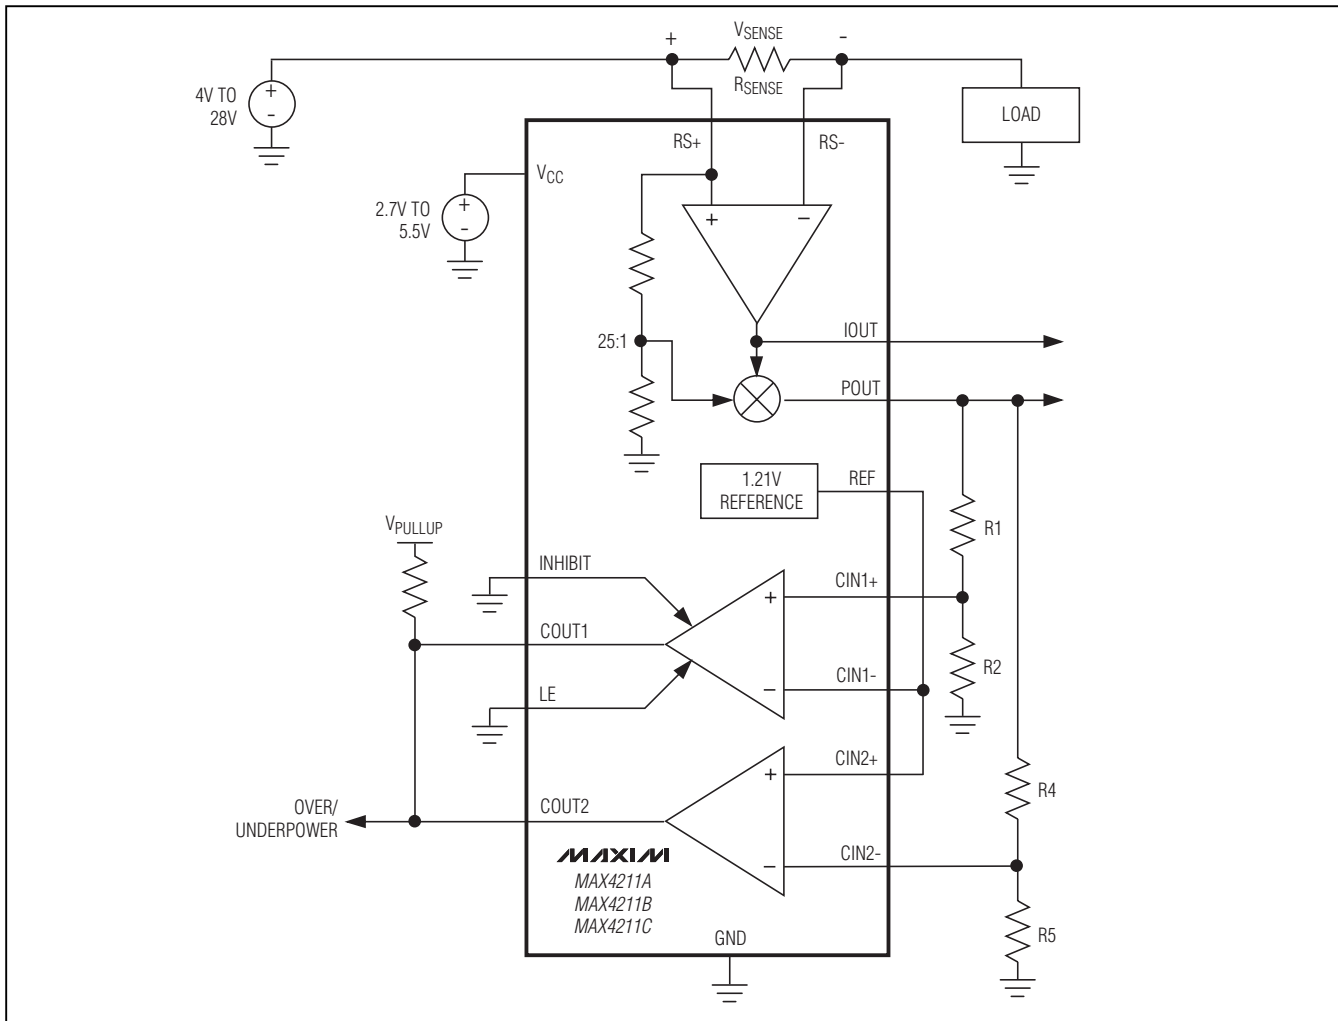 + VSENSE -
RSENSE
4V TO
28V
+
-
LOAD
RS+
RS-
VCC
2.7V TO
5.5V
+
-
+
−
25:1
IOUT
POUT
1.21V
REFERENCE
REF
R1
VPULLUP
INHIBIT
CIN1+
+
COUT1
R2
CIN1-
−
LE
CIN2+
+
R4
COUT2
OVER/
UNDERPOWER
CIN2-
−
MAXIM
MAX4211A
MAX4211B
MAX4211C
R5
GND